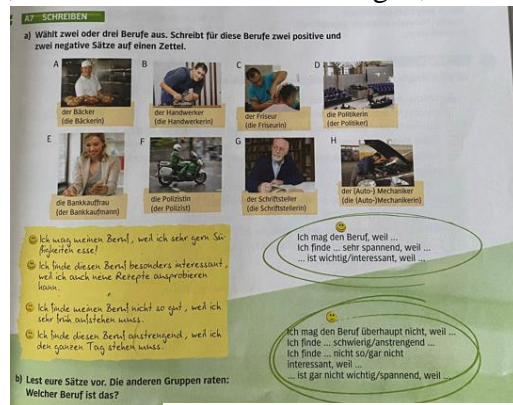 A7 SCHREIBEN
a) Wählt zwei oder drei Berufe aus. Schreibt für diese Berufe zwei positive und
zwei negative Sätze auf einen Zettel.
A
B
C
D
der Bäcker
(die Bäckerin)
der Handwerker
(die Handwerkerin)
der Friseur
(die Friseurin)
die Politikerin
(der Politiker)
E
F
G
H
die Bankkauffrau
(der Bankkaufmann)
die Polizistin
(der Polizist)
der Schriftsteller
(die Schriftstellerin)
der (Auto-) Mechaniker
(die (Auto-)Mechanikerin)
Ich mag meinen Beruf, weil ich sehr gern Sü-
ßigkeiten esse!
Ich finde diesen Beruf besonders interessant,
weil ich auch neue Rezepte ausprobieren
kann.
Ich finde meinen Beruf nicht so gut, weil ich
sehr früh aufstehen muss.
Ich finde diesen Beruf anstrengend, weil ich
den ganzen Tag stehen muss.
Ich mag den Beruf, weil ...
Ich finde ... sehr spannend, weil ...
... ist wichtig/interessant, weil ...
Ich mag den Beruf überhaupt nicht, weil ...
Ich finde ... schwierig/anstrengend ...
Ich finde ... nicht so/gar nicht
interessant, weil ...
... ist gar nicht wichtig/spannend, weil ...
b) Lest eure Sätze vor. Die anderen Gruppen raten:
Welcher Beruf ist das?